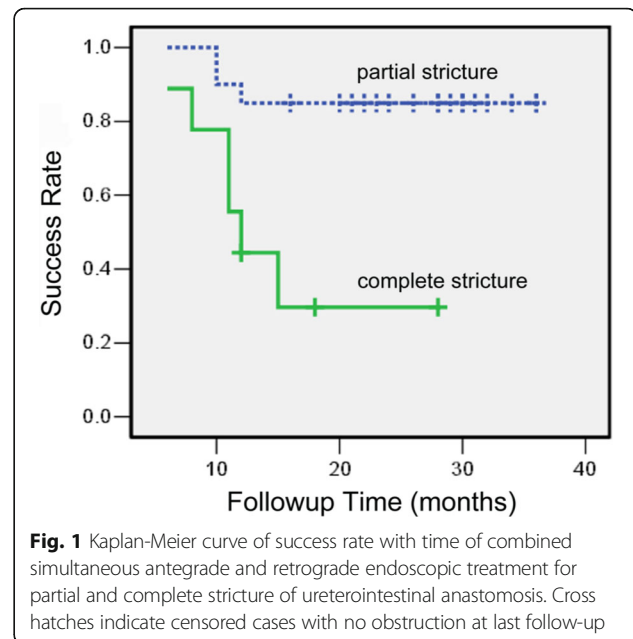 1.0
0.8
0.6
0.4
0.2
0.0
Success Rate
partial stricture
complete stricture
10 20 30 40
Followup Time (months)
Fig. 1 Kaplan-Meier curve of success rate with time of combined
simultaneous antegrade and retrograde endoscopic treatment for
partial and complete stricture of ureterointestinal anastomosis. Cross
hatches indicate censored cases with no obstruction at last follow-up